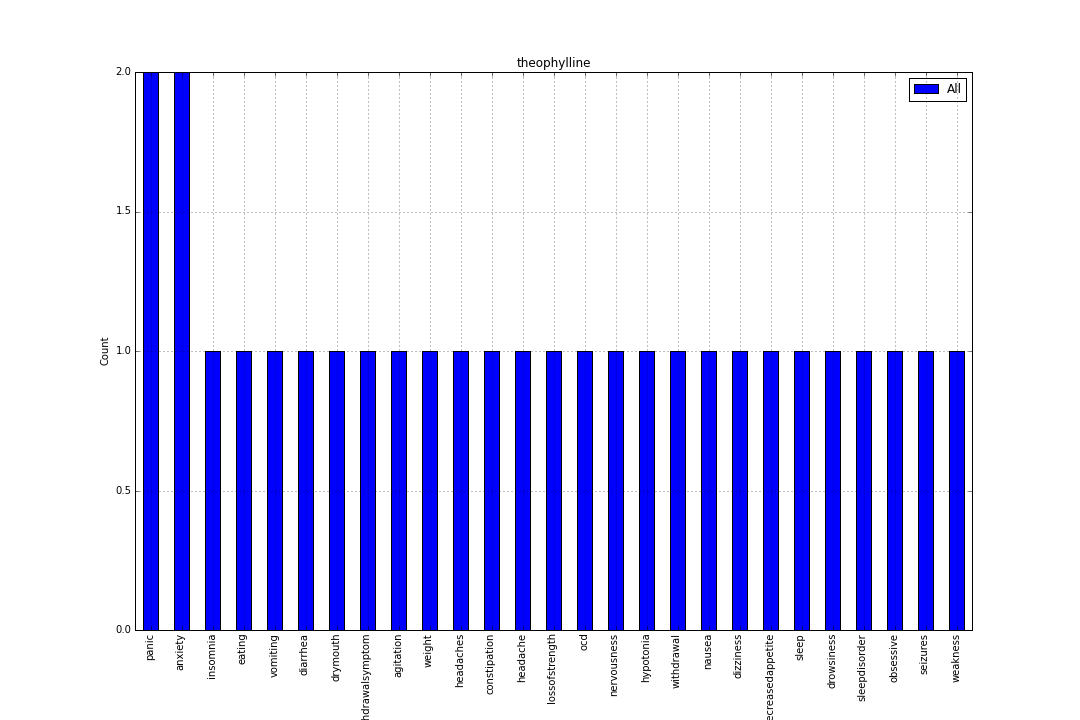 theophylline
All
2.0
1.5
1.0
0.5
0.0
Count
panic
anxiety
insomnia
eating
vomiting
diarrhea
drymouth
hdrawalsymptom
agitation
weight
headaches
constipation
headache
lossofstrength
ocd
nervousness
hypotonia
withdrawal
nausea
dizziness
ecreasedappetite
sleep
drowsiness
sleepdisorder
obsessive
seizures
weakness